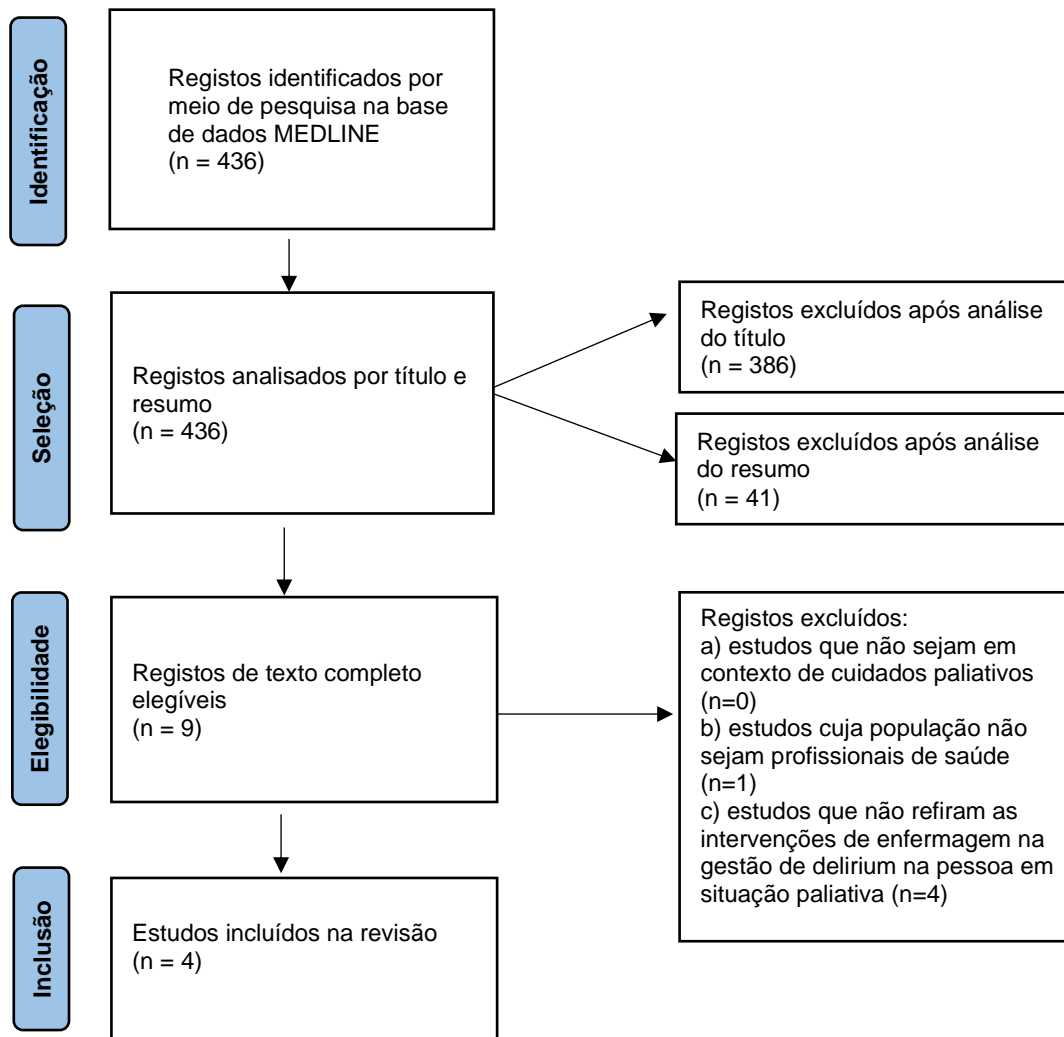 Identificação
Registos identificados por
meio de pesquisa na base
de dados MEDLINE
(n = 436)
Seleção
Registos analisados por título e
resumo
(n = 436)
Registos excluídos após análise
do título
(n = 386)
Registos excluídos após análise
do resumo
(n = 41)
Elegibilidade
Registos de texto completo
elegíveis
(n = 9)
Registos excluídos:
a) estudos que não sejam em
contexto de cuidados paliativos
(n=0)
b) estudos cuja população não
sejam profissionais de saúde
(n=1)
c) estudos que não refiram as
intervenções de enfermagem na
gestão de delirium na pessoa em
situação paliativa (n=4)
Inclusão
Estudos incluídos na revisão
(n = 4)